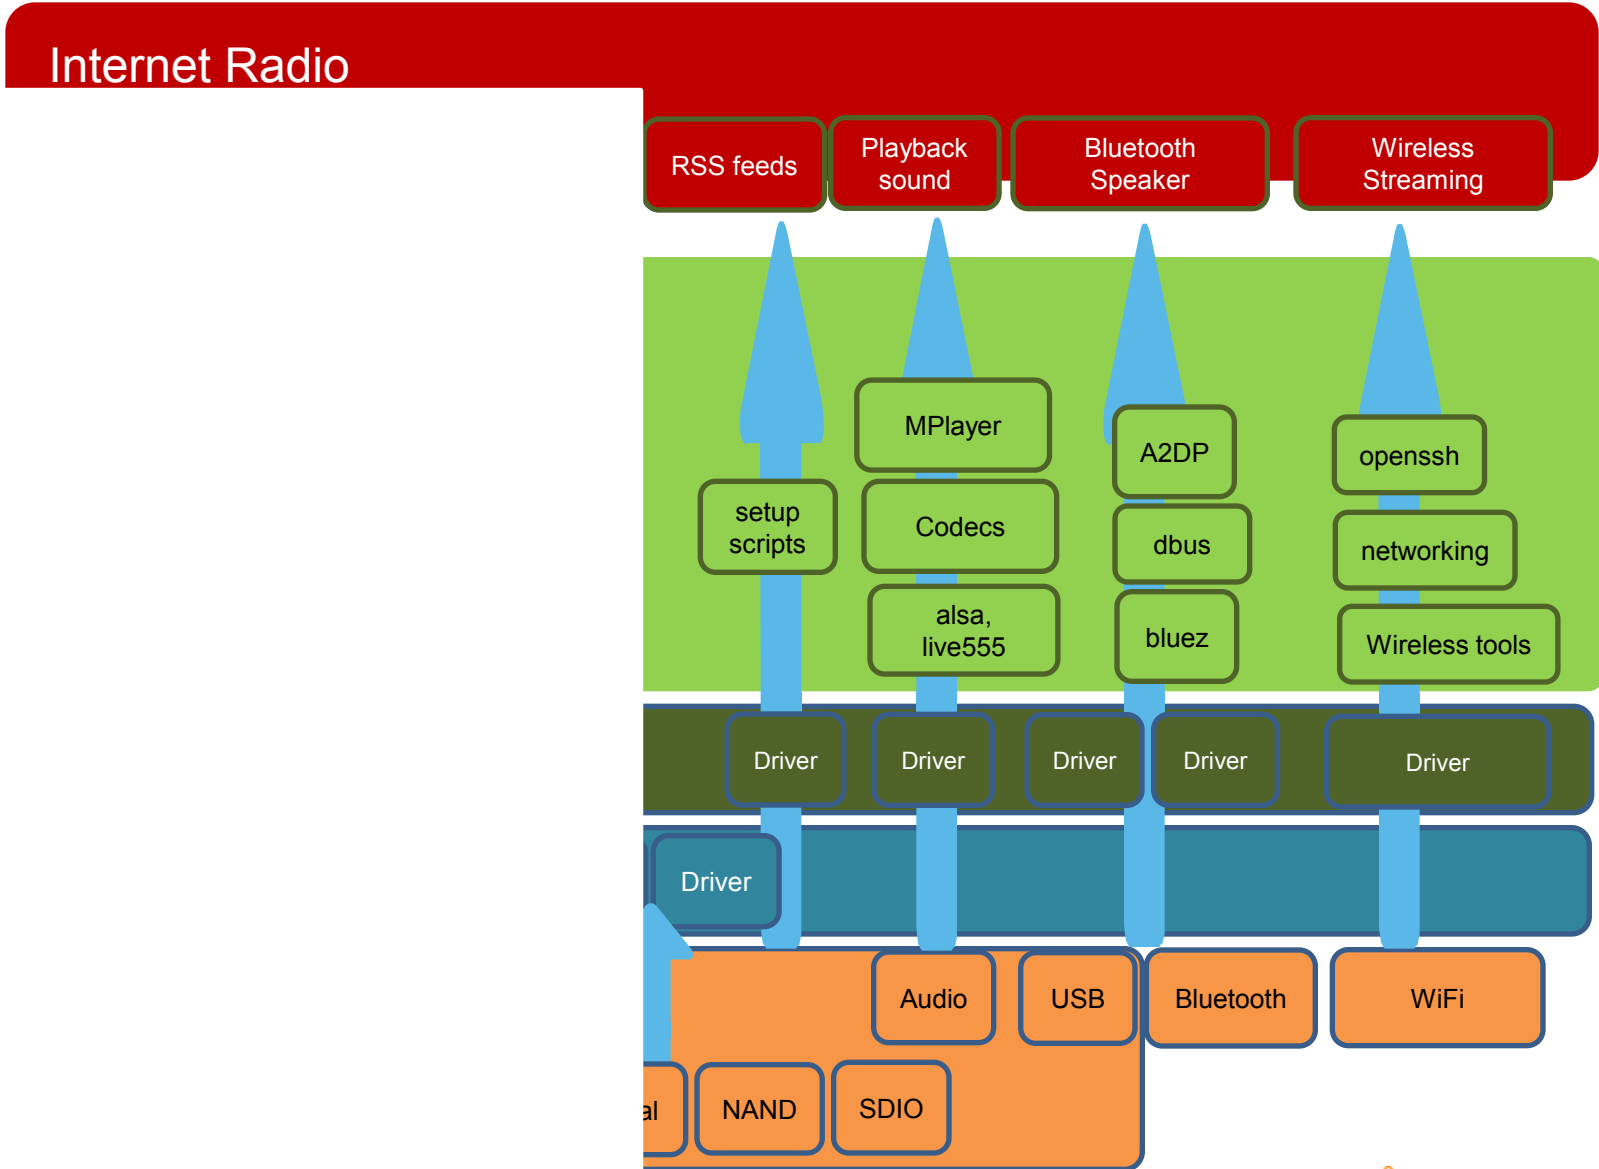 Internet Radio
RSS feeds
Playback
sound
Bluetooth
Speaker
Wireless
Streaming
MPlayer
A2DP
openssh
setup
scripts
Codecs
dbus
networking
alsa,
live555
bluez
Wireless tools
Driver
Driver
Driver
Driver
Driver
Driver
Audio
USB
Bluetooth
WiFi
al
NAND
SDIO